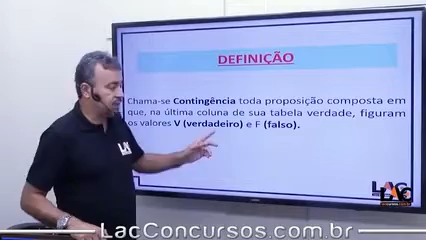 DEFINIÇÃO
Chama-se Contingência toda proposição composta em
que, na última coluna de sua tabela verdade, figuram
os valores V (verdadeiro) e F (falso).
LAC
LAC
LacConcursos.com.br